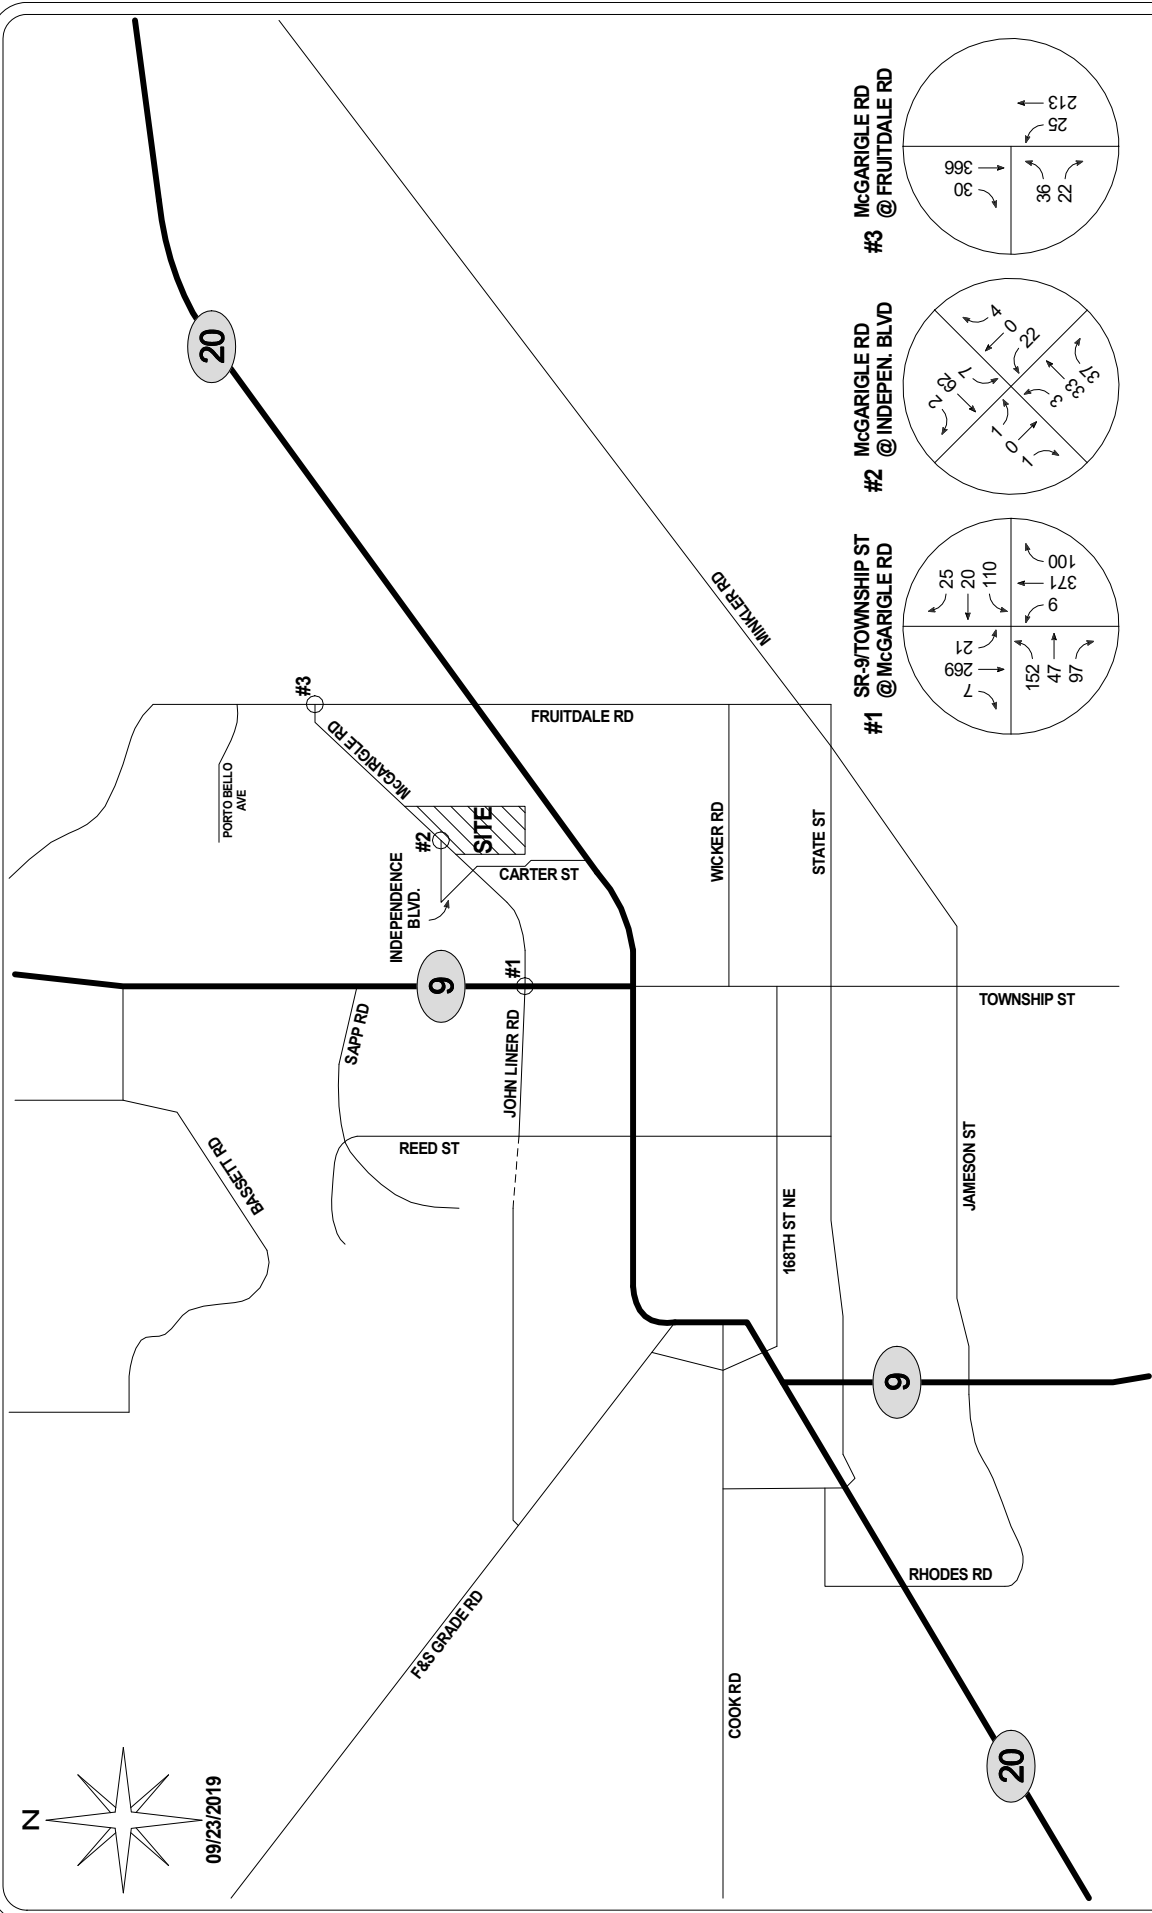 N
09/23/2019
20
9
9
20
BASSETT RD
PORTO BELLO
AVE
SAPP RD
REED ST
JOHN LINER RD
INDEPENDENCE
BLVD.
#1
#2
#3
McGARIGLE RD
SITE
CARTER ST
FRUITDALE RD
MINKLER RD
WICKER RD
STATE ST
TOWNSHIP ST
168TH ST NE
JAMESON ST
F&S GRADE RD
COOK RD
RHODES RD
#1 SR-9/TOWNSHIP ST
@ McGARIGLE RD
7
269
21
25
20
110
152
47
97
9
371
100
#2 McGARIGLE RD
@ INDEPEN. BLVD
2
62
7
4
0
22
1
0
1
3
33
37
#3 McGARIGLE RD
@ FRUITDALE RD
30
366
36
22
25
213